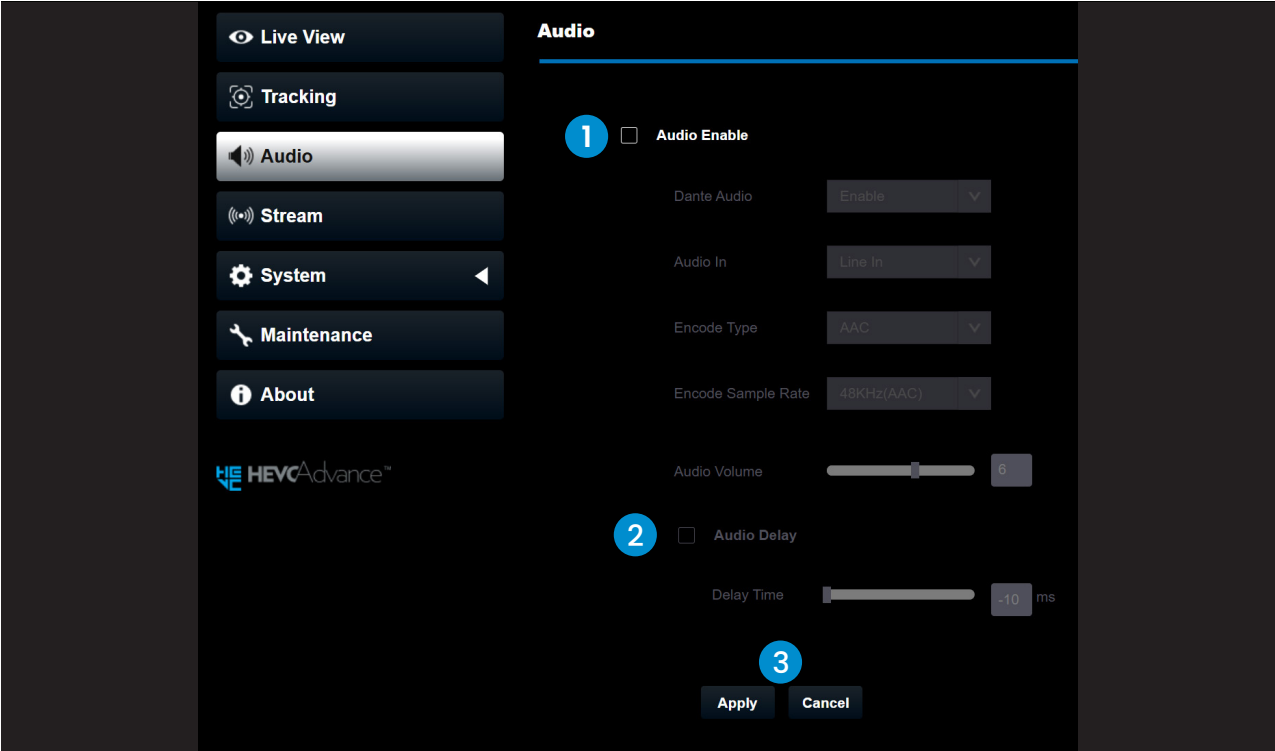 Live View
Tracking
Audio
Stream
System
Maintenance
About
HEVCAdvance™
Audio
1 Audio Enable
Dante Audio Enable
Audio In Line In
Encode Type AAC
Encode Sample Rate 48KHz(AAC)
Audio Volume 6
2 Audio Delay
Delay Time -10 ms
3
Apply Cancel